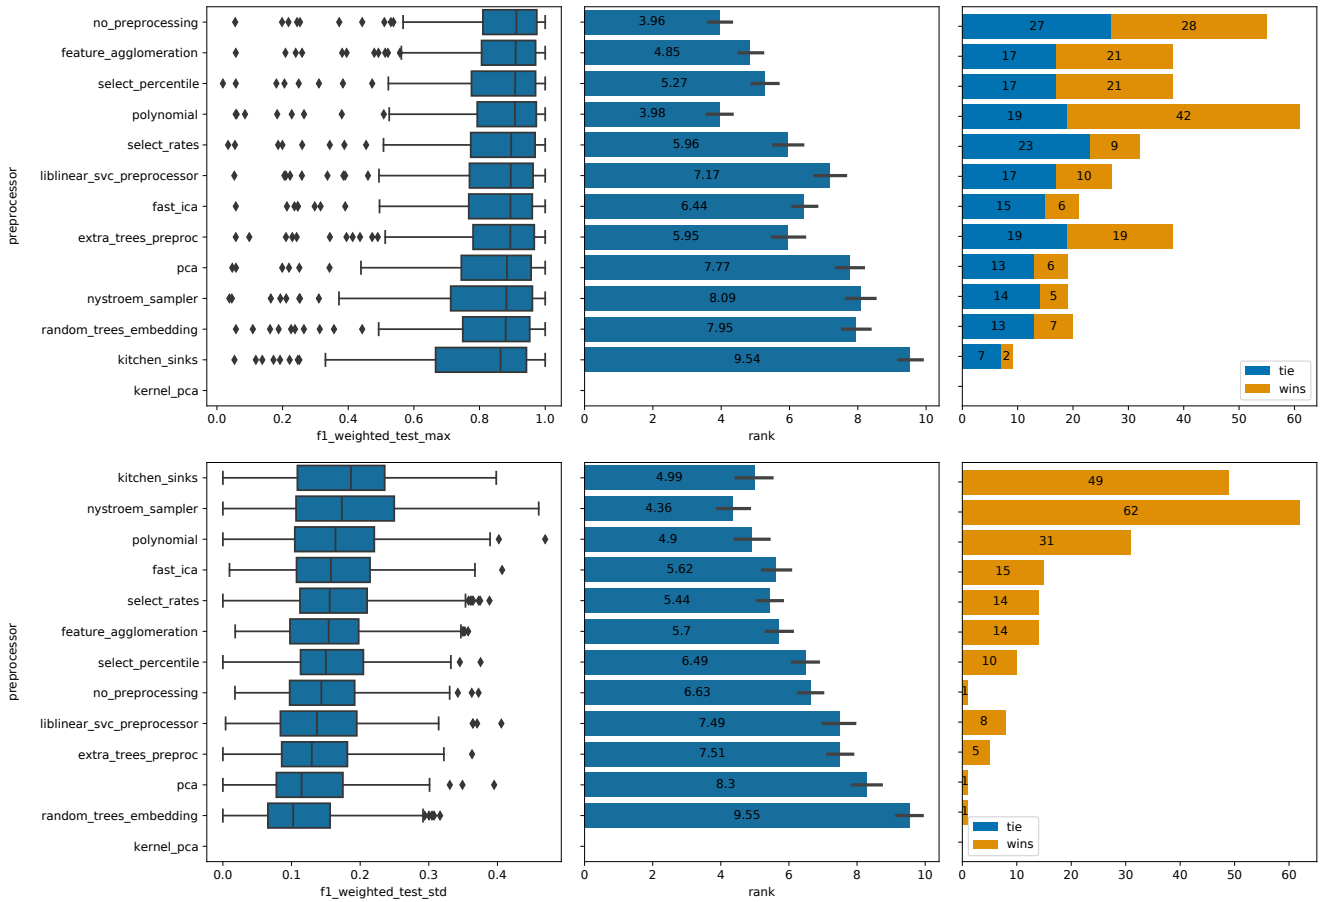 preprocessor
no_preprocessing 3.96 27 28
feature_agglomeration 4.85 17 21
select_percentile 5.27 17 21
polynomial 3.98 19 42
select_rates 5.96 23 9
liblinear_svc_preprocessor 7.17 17 10
fast_ica 6.44 15 6
extra_trees_preproc 5.95 19 19
pca 7.77 13 6
nystroem_sampler 8.09 14 5
random_trees_embedding 7.95 13 7
kitchen_sinks 9.54 7 2
kernel_pca
tie
wins
0.0 0.2 0.4 0.6 0.8 1.0 0 2 4 6 8 10 0 10 20 30 40 50 60
f1_weighted_test_max rank
preprocessor
kitchen_sinks 4.99 49
nystroem_sampler 4.36 62
polynomial 4.9 31
fast_ica 5.62 15
select_rates 5.44 14
feature_agglomeration 5.7 14
select_percentile 6.49 10
no_preprocessing 6.63 1
liblinear_svc_preprocessor 7.49 8
extra_trees_preproc 7.51 5
pca 8.3 1
random_trees_embedding 9.55 1
kernel_pca
tie
wins
0.0 0.1 0.2 0.3 0.4 0 2 4 6 8 10 0 10 20 30 40 50 60
f1_weighted_test_std rank